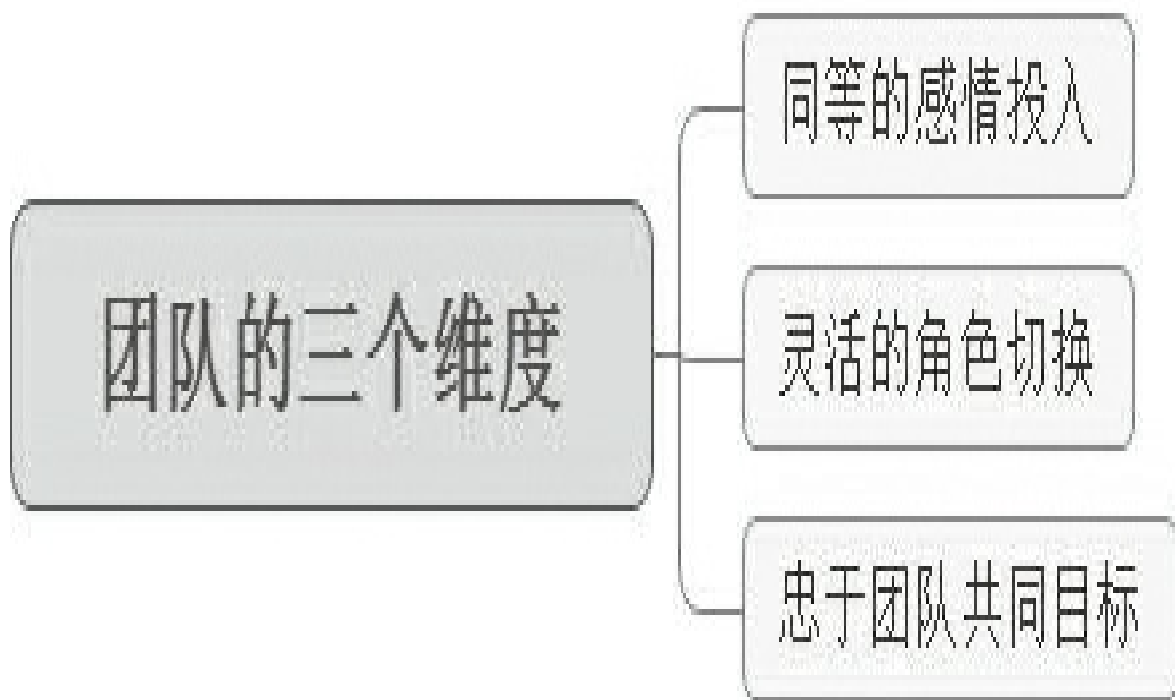 团队的三个维度
同等的感情投入
灵活的角色切换
忠于团队共同目标